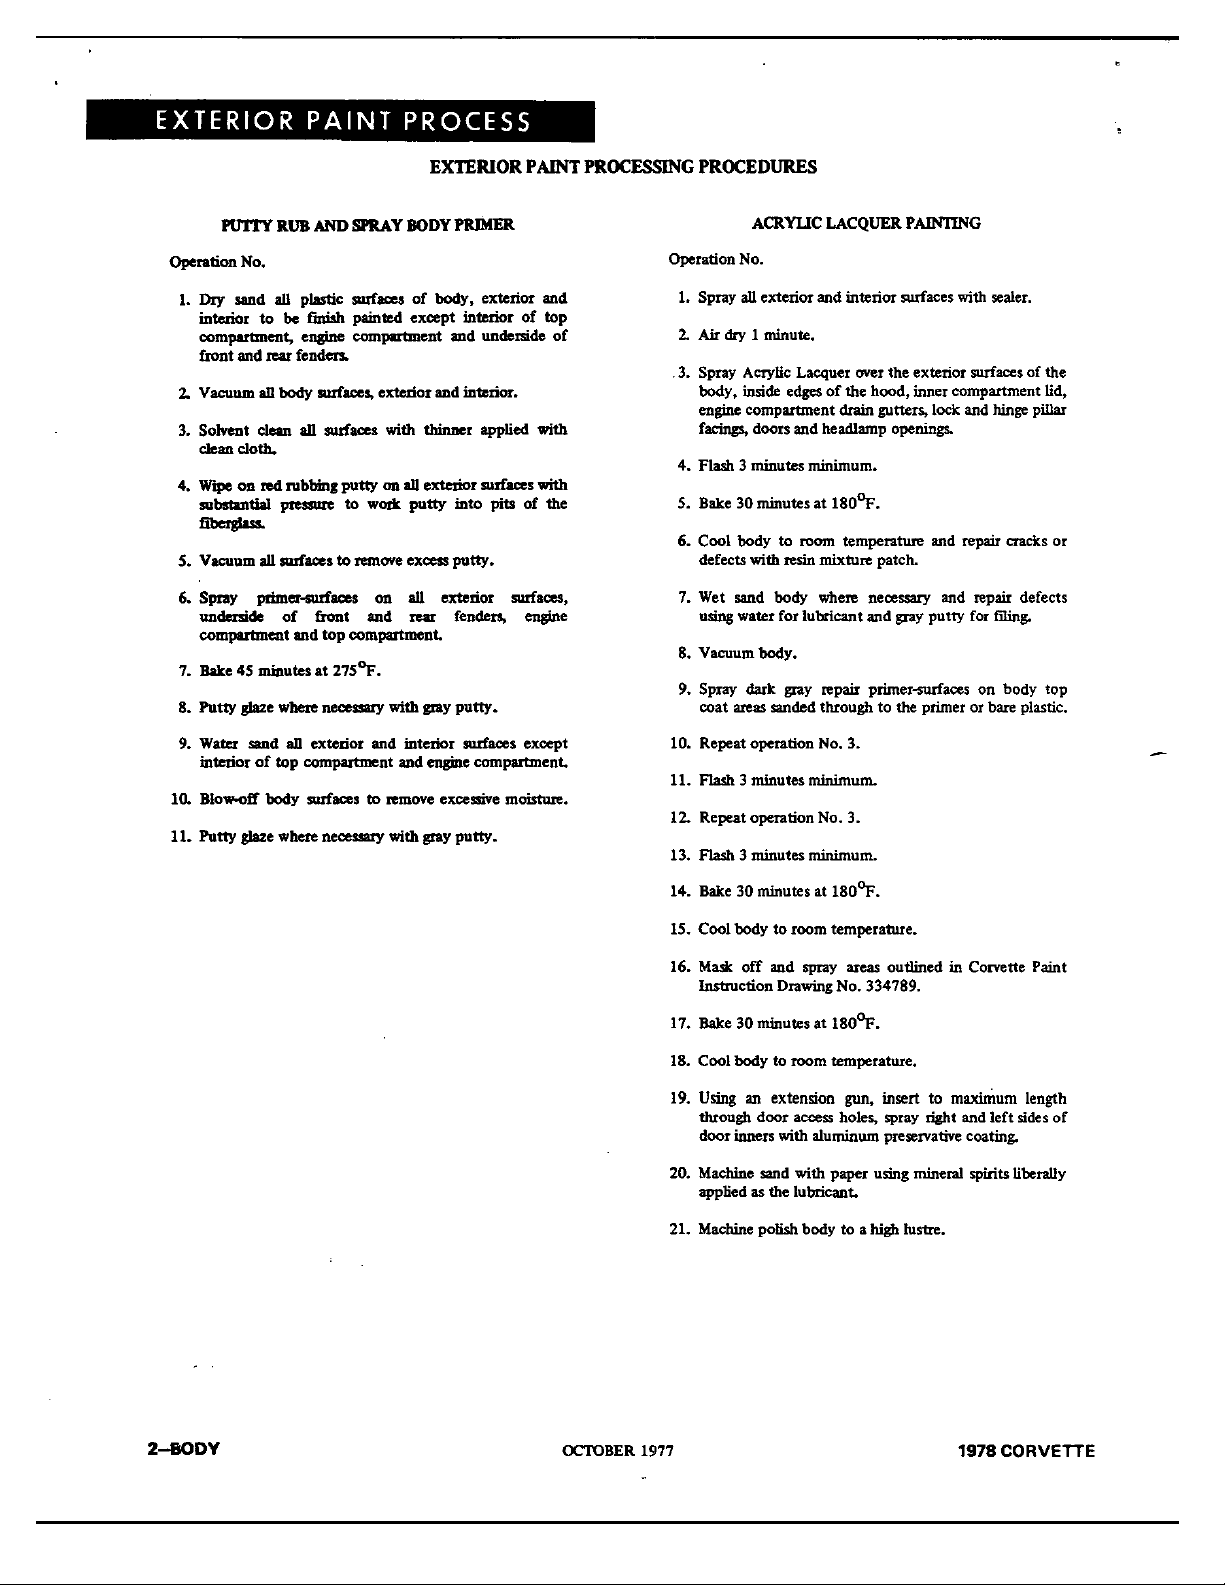 EXTERIOR PAINT PROCESS
EXTERIOR PAINT PROCESSING PROCEDURES
PUTTY RUB AND SPRAY BODY PRIMER
Operation No.
1. Dry sand all plastic surfaces of body, exterior and
interior to be finish painted except interior of top
compartment, engine compartment and underside of
front and rear fenders.
2. Vacuum all body surfaces, exterior and interior.
3. Solvent clean all surfaces with thinner applied with
clean cloth.
4. Wipe on red rubbing putty on all exterior surfaces with
substantial pressure to work putty into pits of the
fiberglass.
5. Vacuum all surfaces to remove excess putty.
6. Spray primer-surfaces on all exterior surfaces,
underside of front and rear fenders, engine
compartment and top compartment.
7. Bake 45 minutes at 275°F.
8. Putty glaze where necessary with gray putty.
9. Water sand all exterior and interior surfaces except
interior of top compartment and engine compartment.
10. Blow-off body surfaces to remove excessive moisture.
11. Putty glaze where necessary with gray putty.
ACRYLIC LACQUER PAINTING
Operation No.
1. Spray all exterior and interior surfaces with sealer.
2. Air dry 1 minute.
3. Spray Acrylic Lacquer over the exterior surfaces of the
body, inside edges of the hood, inner compartment lid,
engine compartment drain gutters, lock and hinge pillar
facings, doors and headlamp openings.
4. Flash 3 minutes minimum.
5. Bake 30 minutes at 180°F.
6. Cool body to room temperature and repair cracks or
defects with resin mixture patch.
7. Wet sand body where necessary and repair defects
using water for lubricant and gray putty for filing.
8. Vacuum body.
9. Spray dark gray repair primer-surfaces on body top
coat areas sanded through to the primer or bare plastic.
10. Repeat operation No. 3.
11. Flash 3 minutes minimum.
12. Repeat operation No. 3.
13. Flash 3 minutes minimum.
14. Bake 30 minutes at 180°F.
15. Cool body to room temperature.
16. Mask off and spray areas outlined in Corvette Paint
Instruction Drawing No. 334789.
17. Bake 30 minutes at 180°F.
18. Cool body to room temperature.
19. Using an extension gun, insert to maximum length
through door access holes, spray right and left sides of
door inners with aluminum preservative coating.
20. Machine sand with paper using mineral spirits liberally
applied as the lubricant.
21. Machine polish body to a high lustre.
2—BODY
OCTOBER 1977
1978 CORVETTE